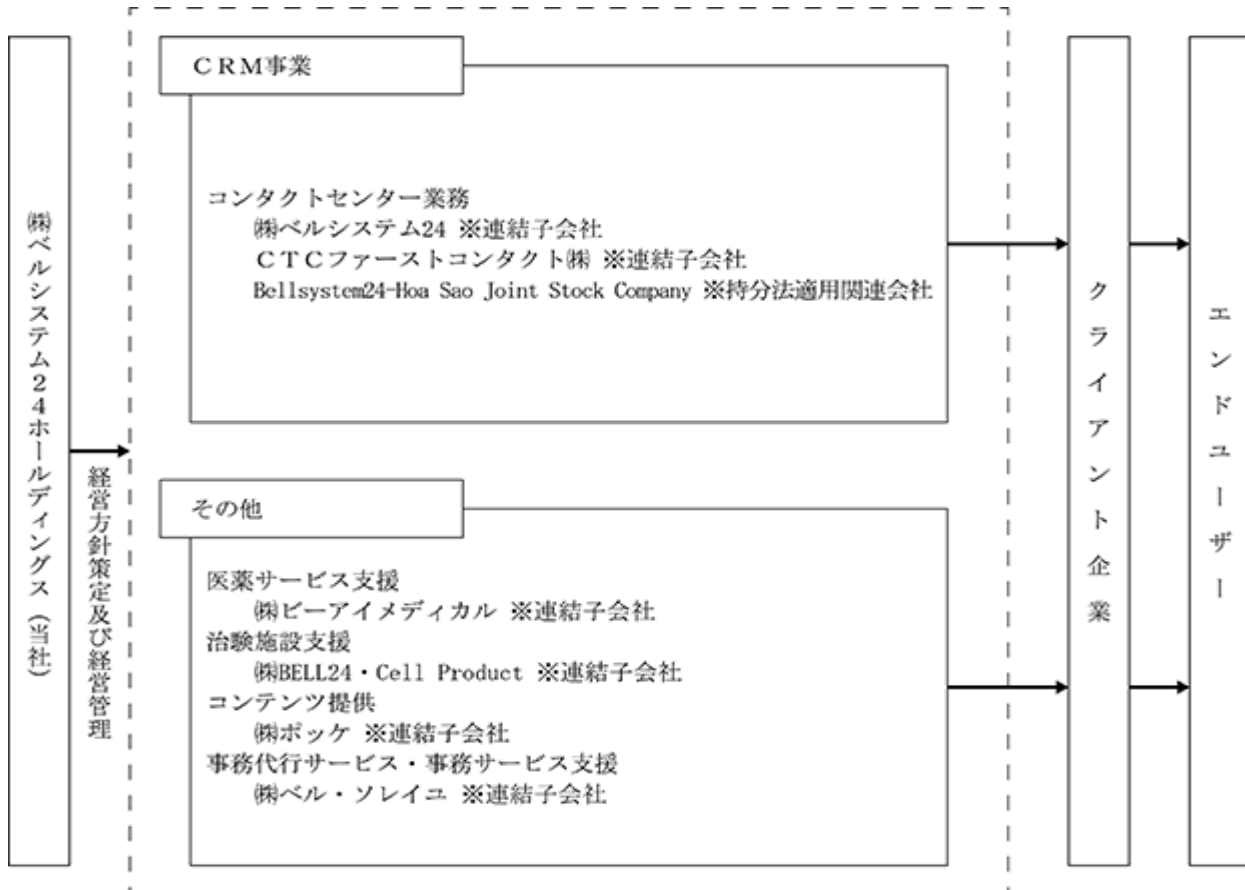 ㈱ベルシステム２４ホールディングス（当社）
経営方針策定及び経営管理
ＣＲＭ事業
コンタクトセンター業務
㈱ベルシステム24 ※連結子会社
ＣＴＣファーストコンタクト㈱ ※連結子会社
Bellsystem24-Hoa Sao Joint Stock Company ※持分法適用関連会社
その他
医薬サービス支援
㈱ビーアイメディカル ※連結子会社
治験施設支援
㈱BELL24・Cell Product ※連結子会社
コンテンツ提供
㈱ポッケ ※連結子会社
事務代行サービス・事務サービス支援
㈱ベル・ソレイユ ※連結子会社
クライアント企業
エンドユーザー